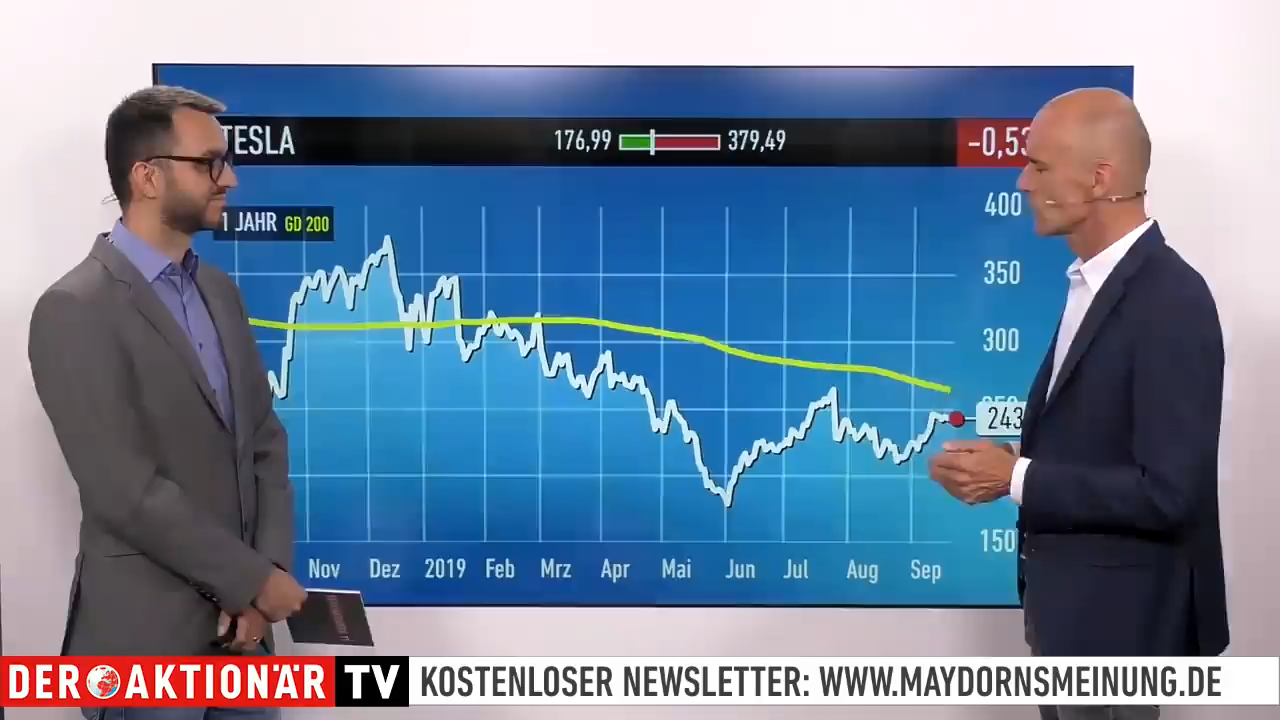 TESLA 176,99 379,49 -0,53
1 JAHR GD 200
400
350
300
243
150
Nov Dez 2019 Feb Mrz Apr Mai Jun Jul Aug Sep
DER AKTIONÄR TV KOSTENLOSER NEWSLETTER: WWW.MAYDORNSMEINUNG.DE